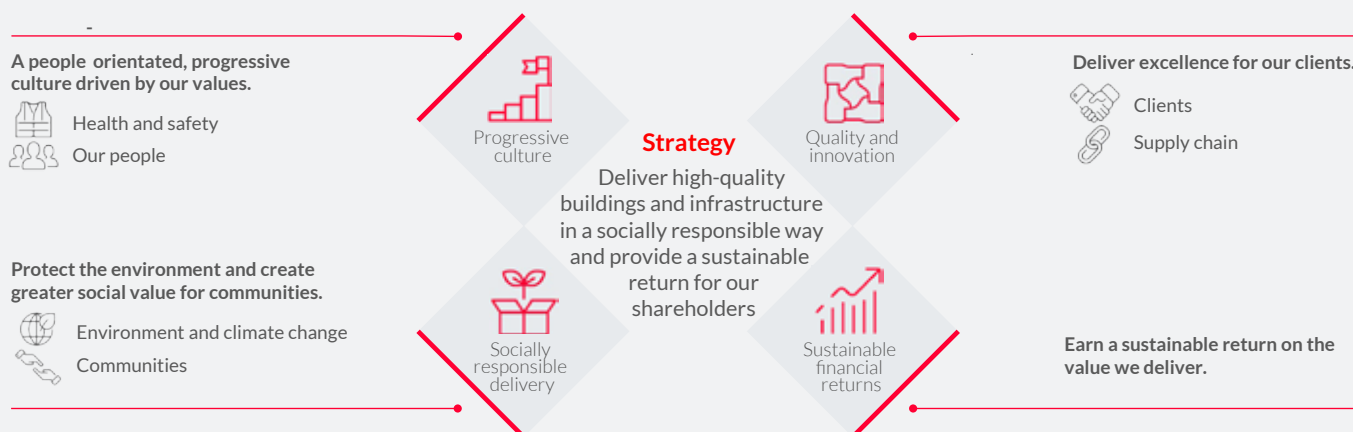 A people orientated, progressive
culture driven by our values.
Health and safety
Our people
Progressive
culture
Strategy
Deliver high-quality
buildings and infrastructure
in a socially responsible way
and provide a sustainable
return for our
shareholders
Quality and
innovation
Deliver excellence for our clients.
Clients
Supply chain
Protect the environment and create
greater social value for communities.
Environment and climate change
Communities
Socially
responsible
delivery
Sustainable
financial
returns
Earn a sustainable return on the
value we deliver.